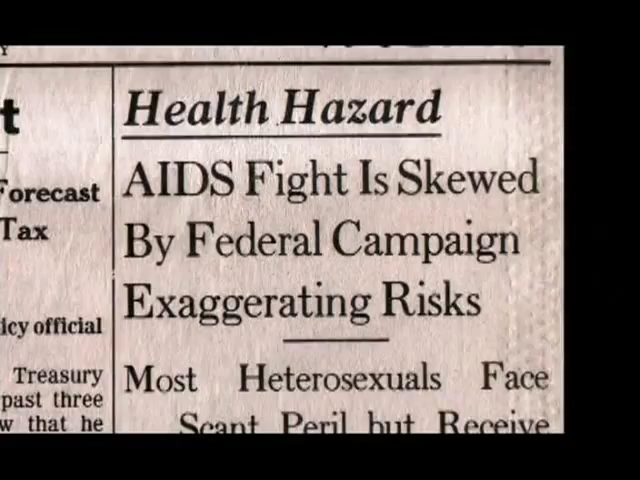 Y
t
Forecast
Tax
icy official
Treasury
past three
w that he
Health Hazard
AIDS Fight Is Skewed
By Federal Campaign
Exaggerating Risks
Most Heterosexuals Face
Scant Peril but Receive